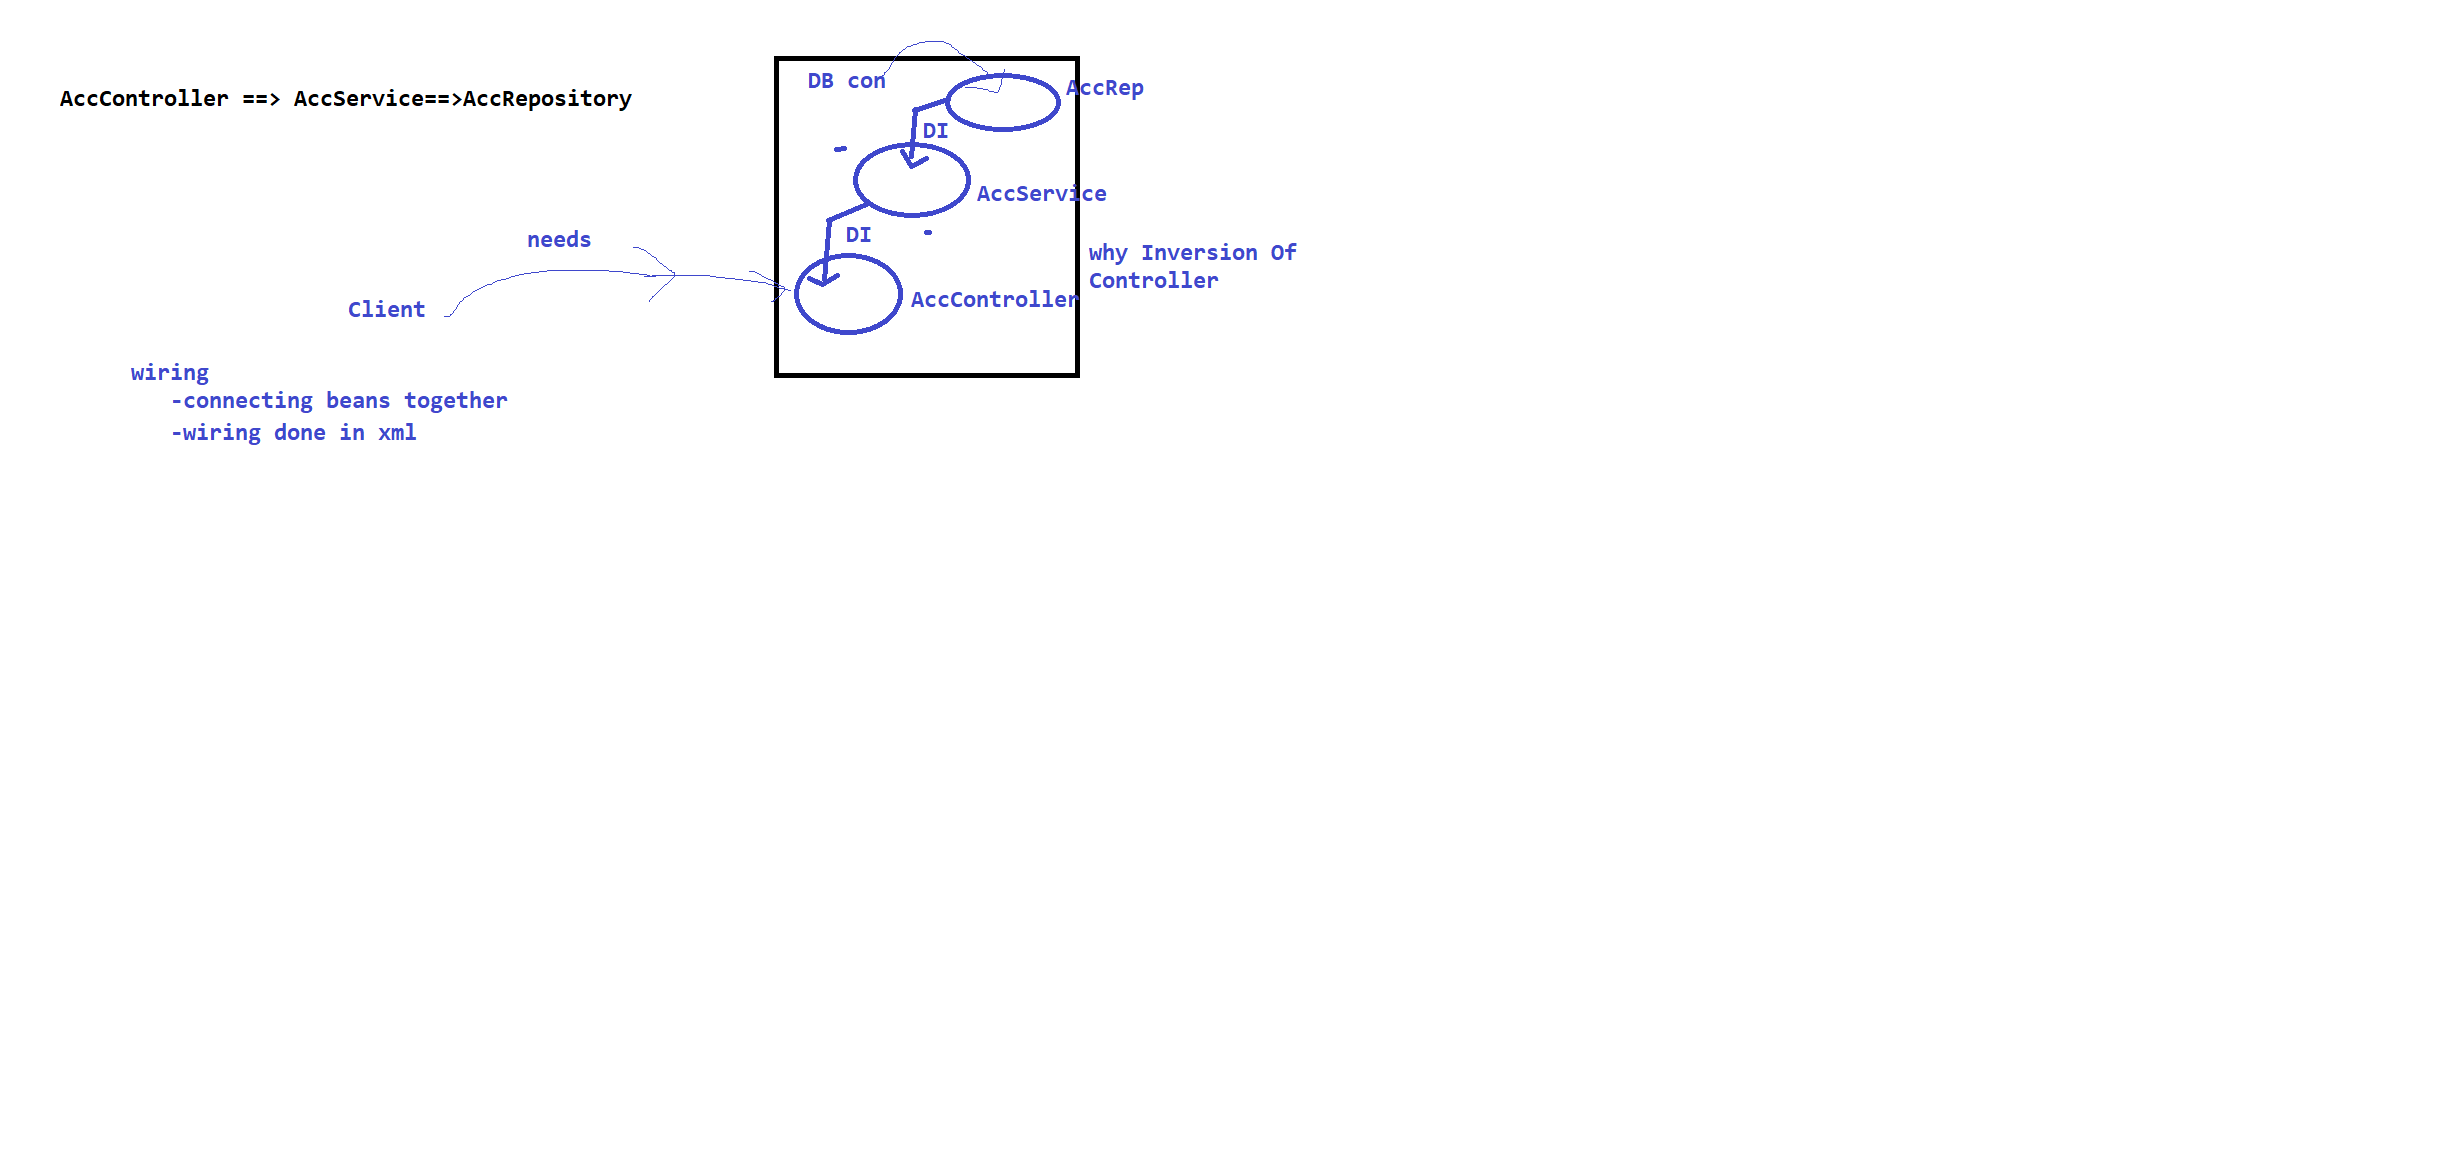 AccController ==> AccService==>AccRepository
DB con
AccRep
DI
AccService
DI
needs
why Inversion Of
Controller
AccController
Client
wiring
-connecting beans together
-wiring done in xml